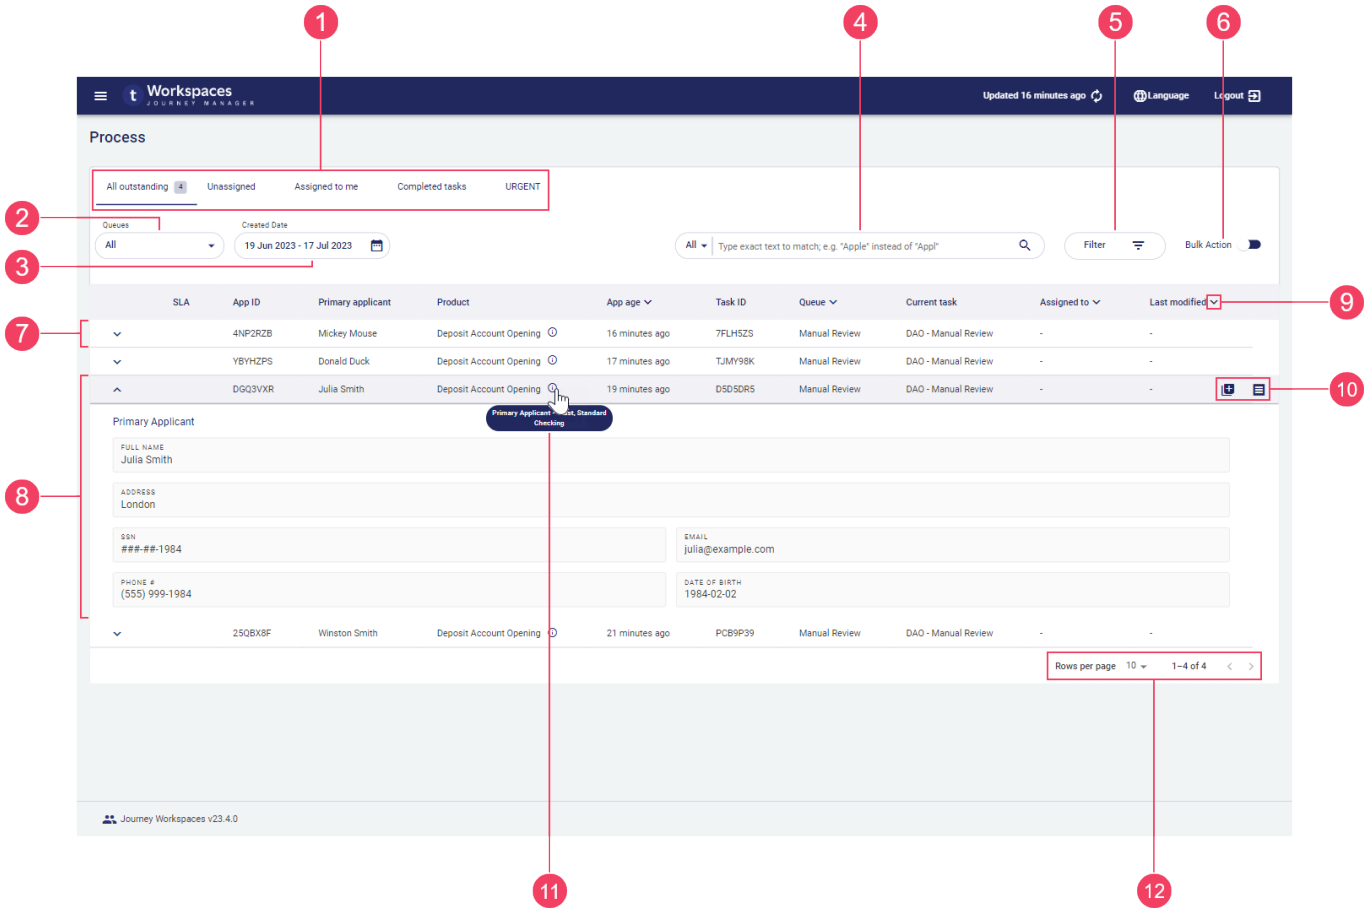 1
4
5
6
t Workspaces
JOURNEY MANAGER
Updated 16 minutes ago
Language
Logout
Process
All outstanding 4 Unassigned Assigned to me Completed tasks URGENT
2
Queues
Created Date
All
19 Jun 2023 - 17 Jul 2023
All
Type exact text to match; e.g. "Apple" instead of "Appl"
Filter
Bulk Action
3
SLA App ID Primary applicant Product App age Task ID Queue Current task Assigned to Last modified
9
7
4NP2RZB Mickey Mouse Deposit Account Opening 16 minutes ago 7FLH5ZS Manual Review DAO - Manual Review - -
YBYHZPS Donald Duck Deposit Account Opening 17 minutes ago TJMY98K Manual Review DAO - Manual Review - -
DGQ3VXR Julia Smith Deposit Account Opening 19 minutes ago D5D5DR5 Manual Review DAO - Manual Review - -
10
Primary Applicant - Trust, Standard
Checking
Primary Applicant
FULL NAME
Julia Smith
8
ADDRESS
London
SSN
###-##-1984
EMAIL
julia@example.com
PHONE #
(555) 999-1984
DATE OF BIRTH
1984-02-02
25QBX8F Winston Smith Deposit Account Opening 21 minutes ago PCB9P39 Manual Review DAO - Manual Review - -
Rows per page 10 1–4 of 4
Journey Workspaces v23.4.0
11
12